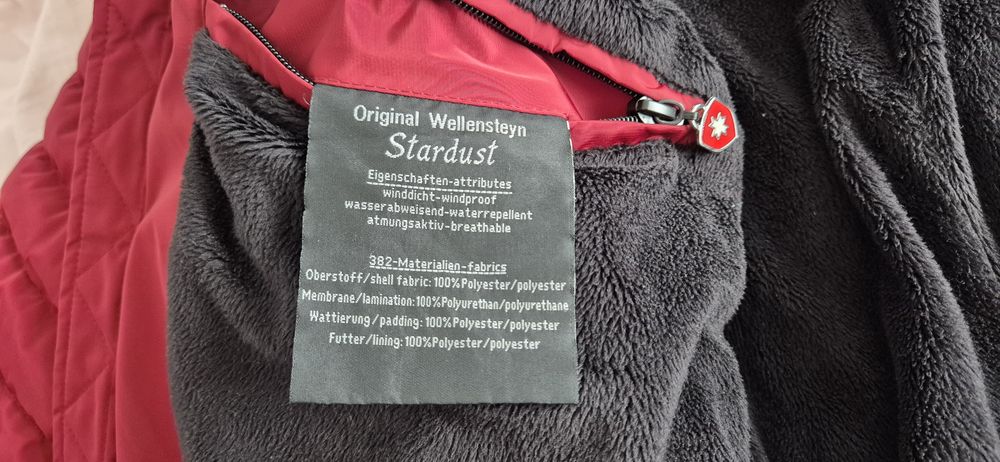 Original Wellensteyn
Stardust
Eigenschaften-attributes
winddicht-windproof
wasserabweisend-waterrepellent
atmungsaktiv-breathable
382-Materialien-fabrics
Oberstoff/shell fabric: 100%Polyester/polyester
Membrane/lamination: 100%Polyurethan/polyurethane
Wattierung/padding: 100%Polyester/polyester
Futter/lining: 100%Polyester/polyester